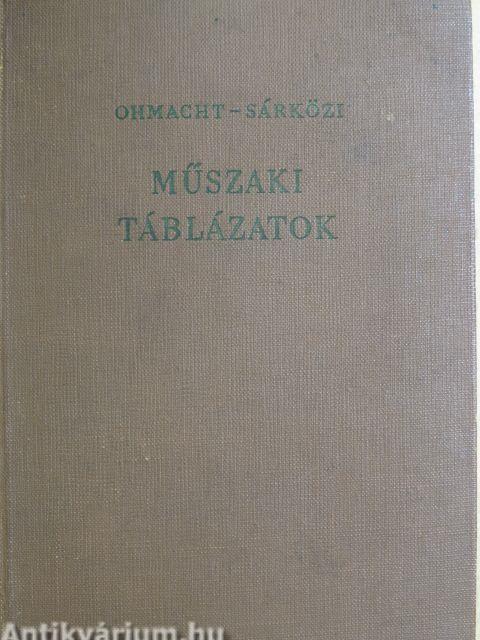 OHMACHT–SÁRKÖZI
MŰSZAKI
TÁBLÁZATOK
Antikvárium.hu